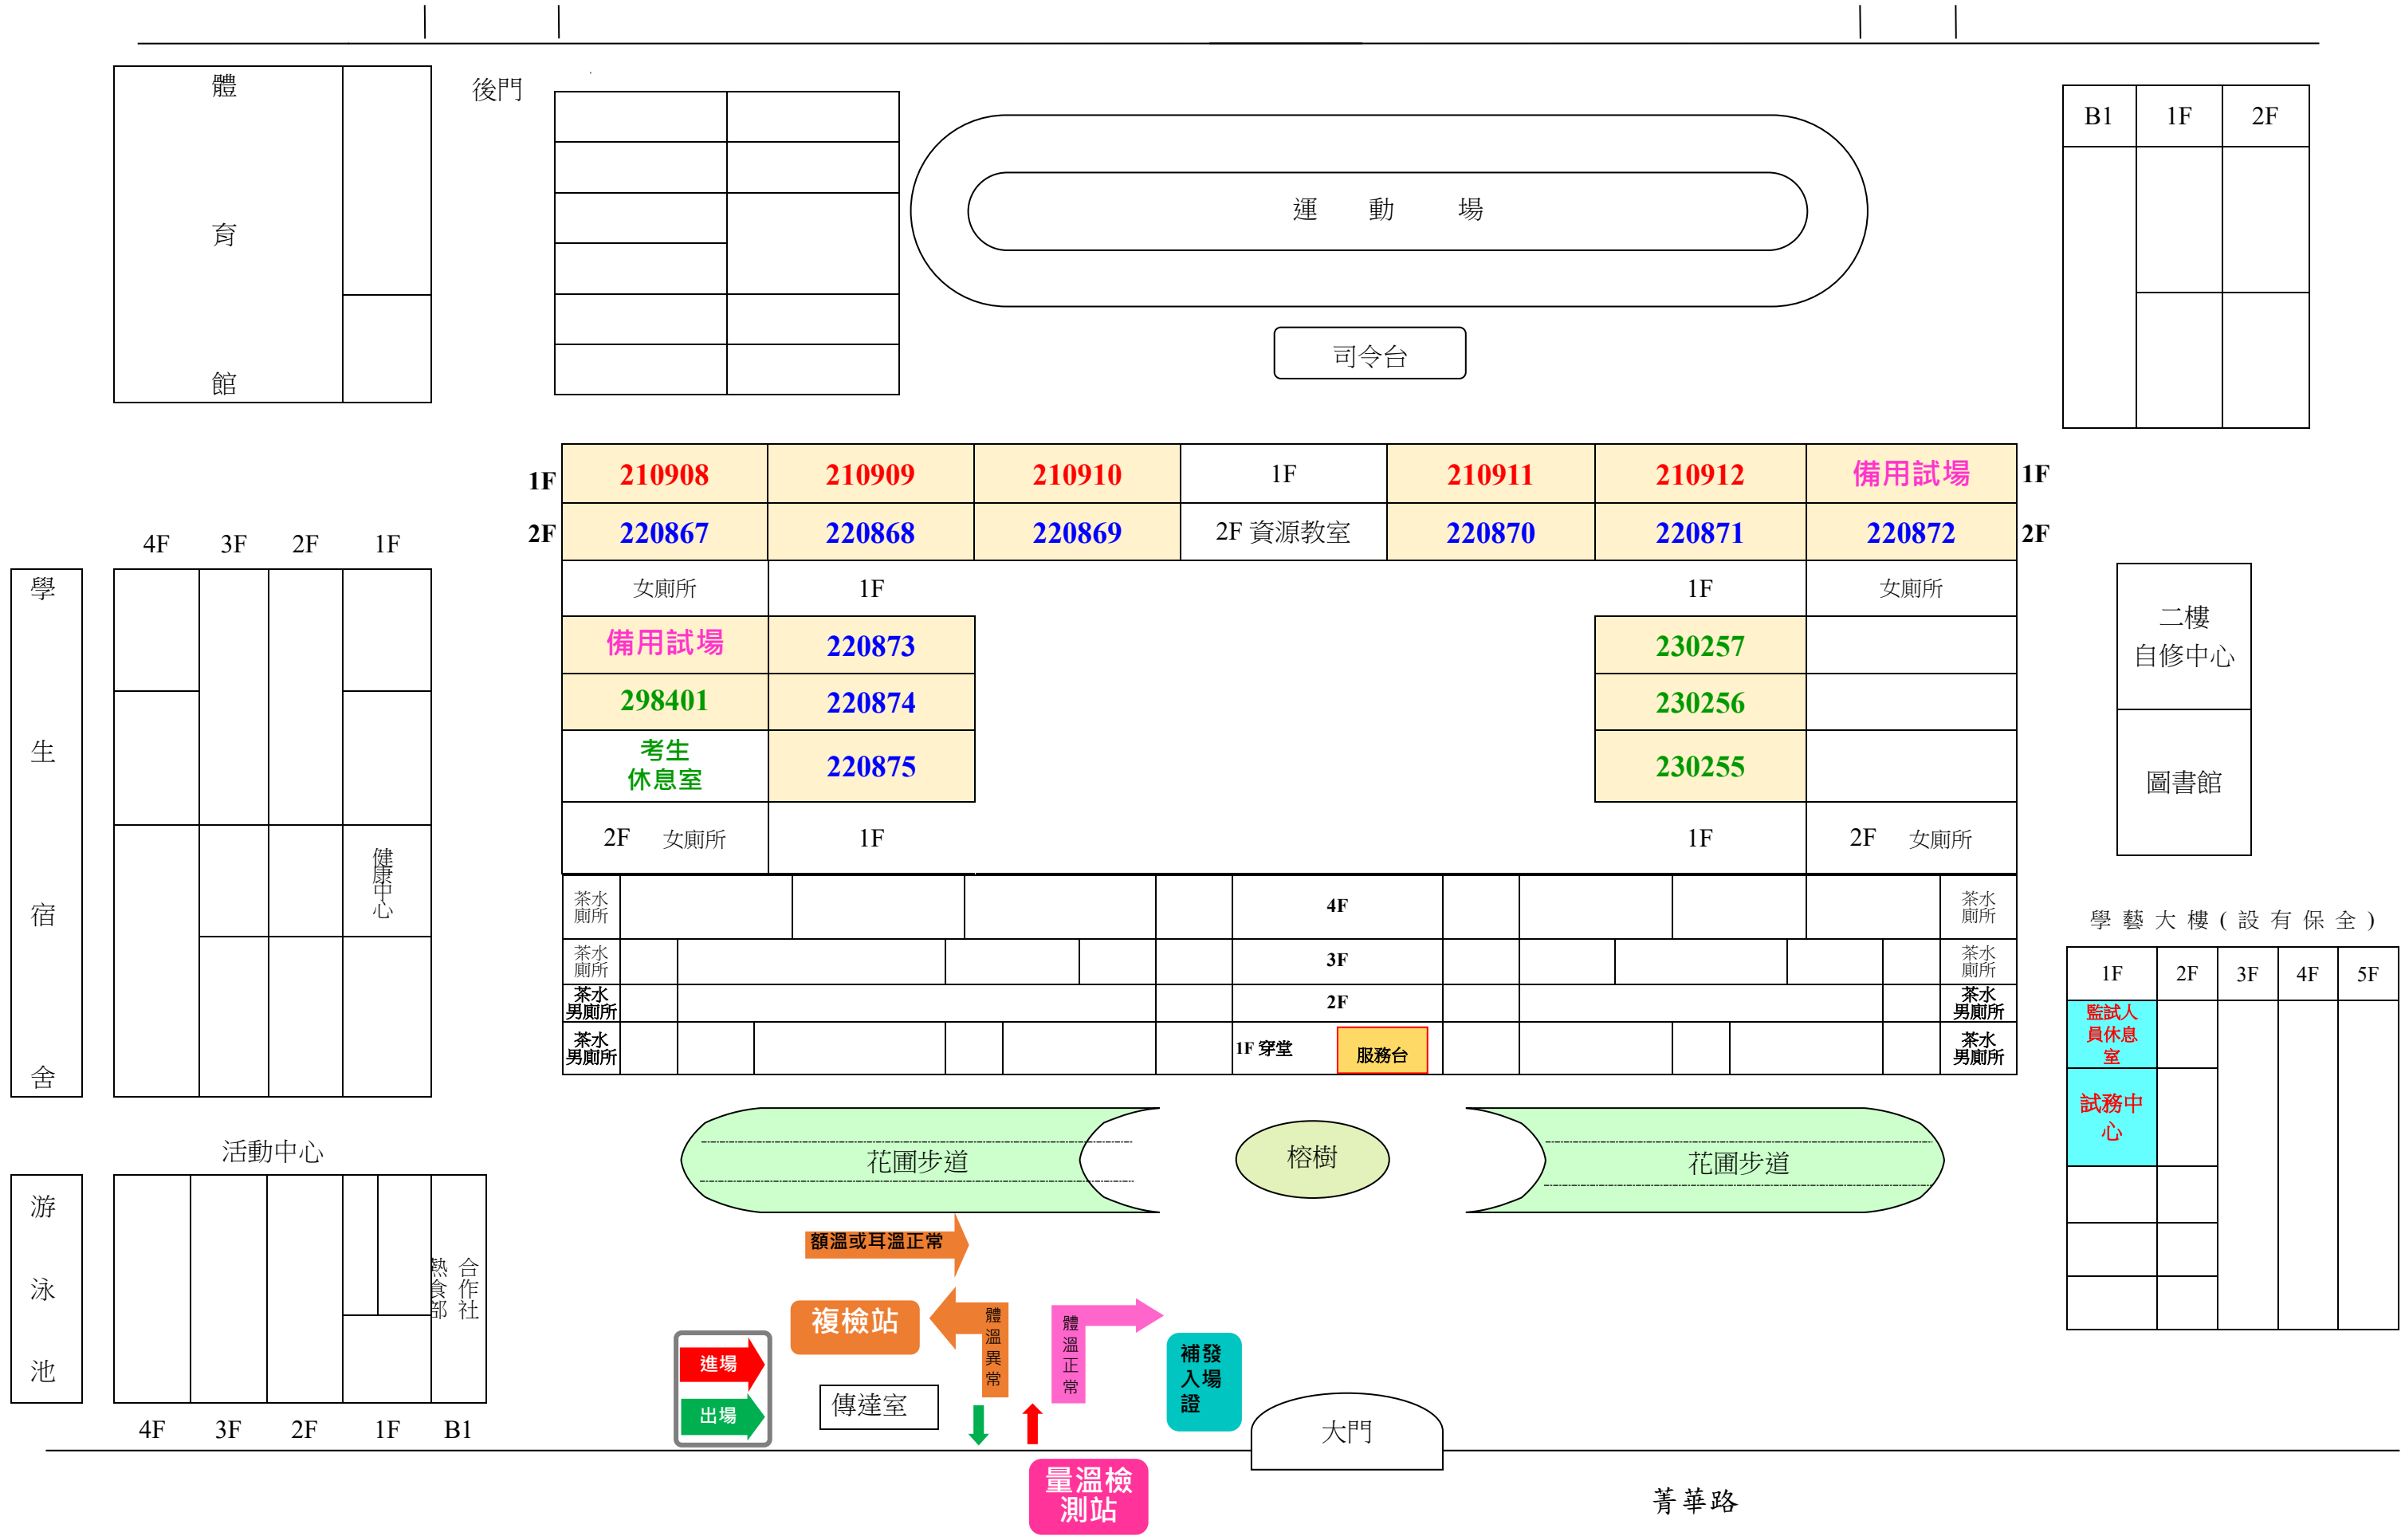 後門
體
育
館
運 動 場
司令台
B1 1F 2F
1F 210908 210909 210910 1F 210911 210912 備用試場 1F
2F 220867 220868 220869 2F 資源教室 220870 220871 220872 2F
女廁所 1F 1F 女廁所
備用試場 220873 230257
298401 220874 230256
考生
休息室
220875 230255
2F 女廁所 1F 1F 2F 女廁所
4F 3F 2F 1F
學
生
宿
舍
健康中心
二樓
自修中心
圖書館
茶水
廁所
4F
茶水
廁所
茶水
廁所
3F
茶水
廁所
茶水
男廁所
2F
茶水
男廁所
茶水
男廁所
1F 穿堂
服務台
茶水
男廁所
學 藝 大 樓 ( 設 有 保 全 )
1F 2F 3F 4F 5F
監試人
員休息
室
試務中
心
花圃步道
榕樹
花圃步道
活動中心
游
泳
池
合作社
熱食部
4F 3F 2F 1F B1
額溫或耳溫正常
複檢站
體溫異常
體溫正常
進場
出場
傳達室
補發
入場
證
大門
量溫檢
測站
菁華路